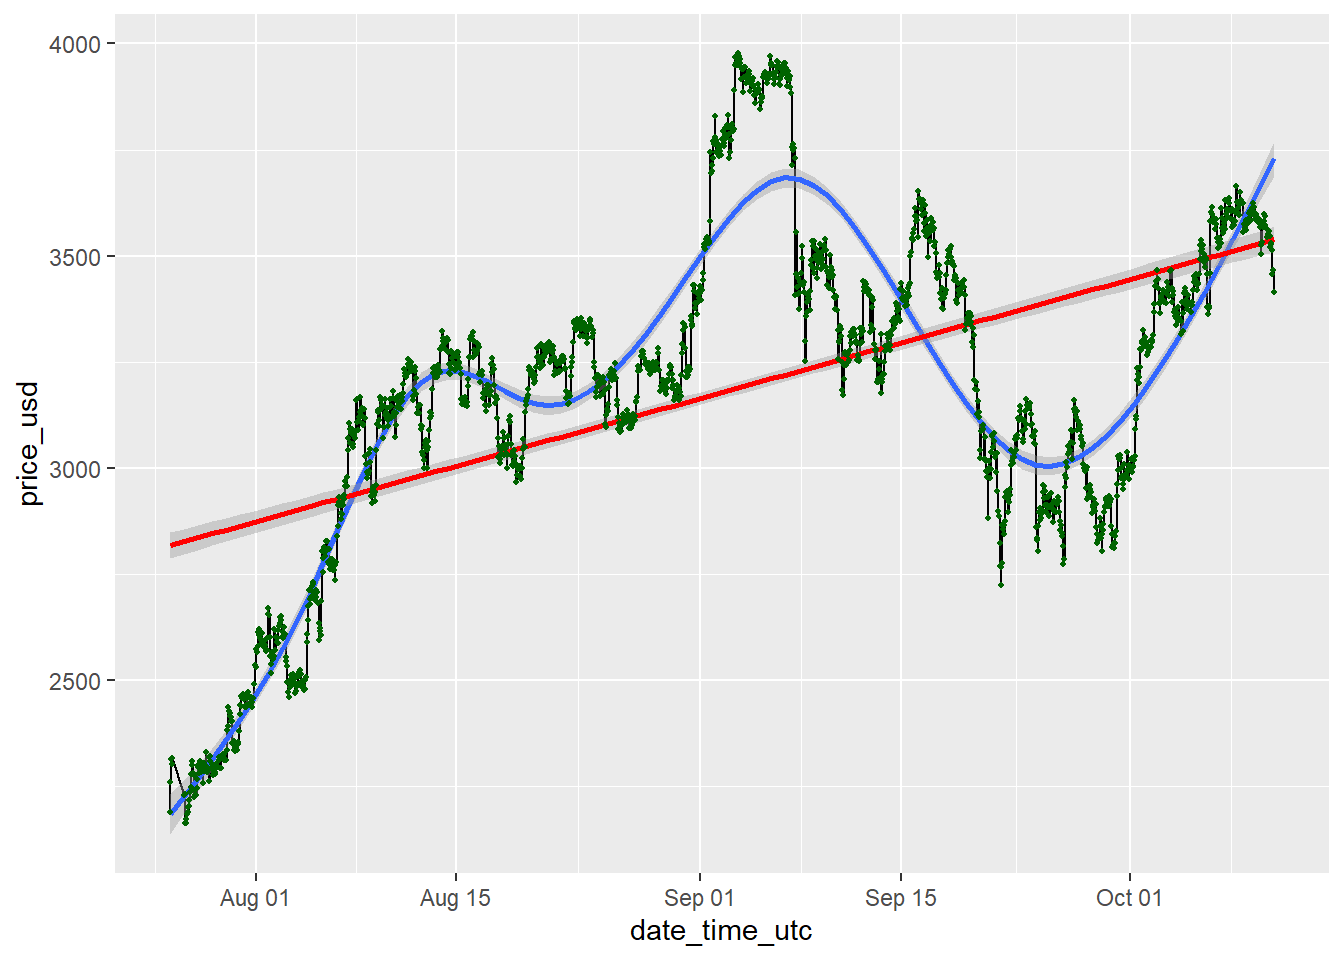 4000
3500
3000
2500
price_usd
Aug 01
Aug 15
Sep 01
Sep 15
Oct 01
date_time_utc